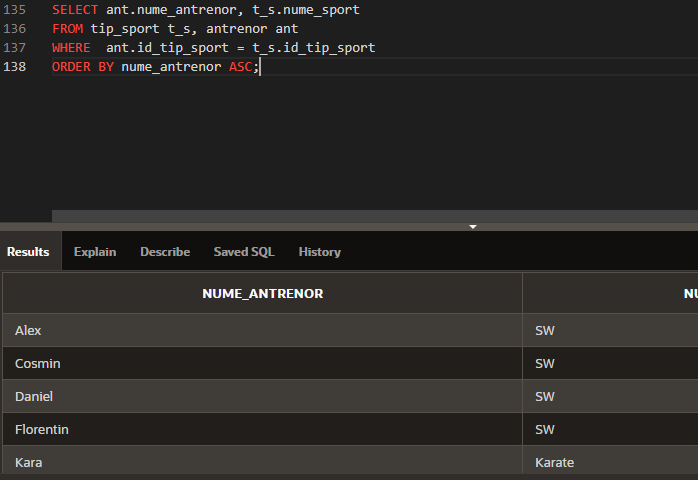 135 SELECT ant.nume_antrenor, t_s.nume_sport
136 FROM tip_sport t_s, antrenor ant
137 WHERE  ant.id_tip_sport = t_s.id_tip_sport
138 ORDER BY nume_antrenor ASC;
Results Explain Describe Saved SQL History
NUME_ANTRENOR
Alex SW
Cosmin SW
Daniel SW
Florentin SW
Kara Karate